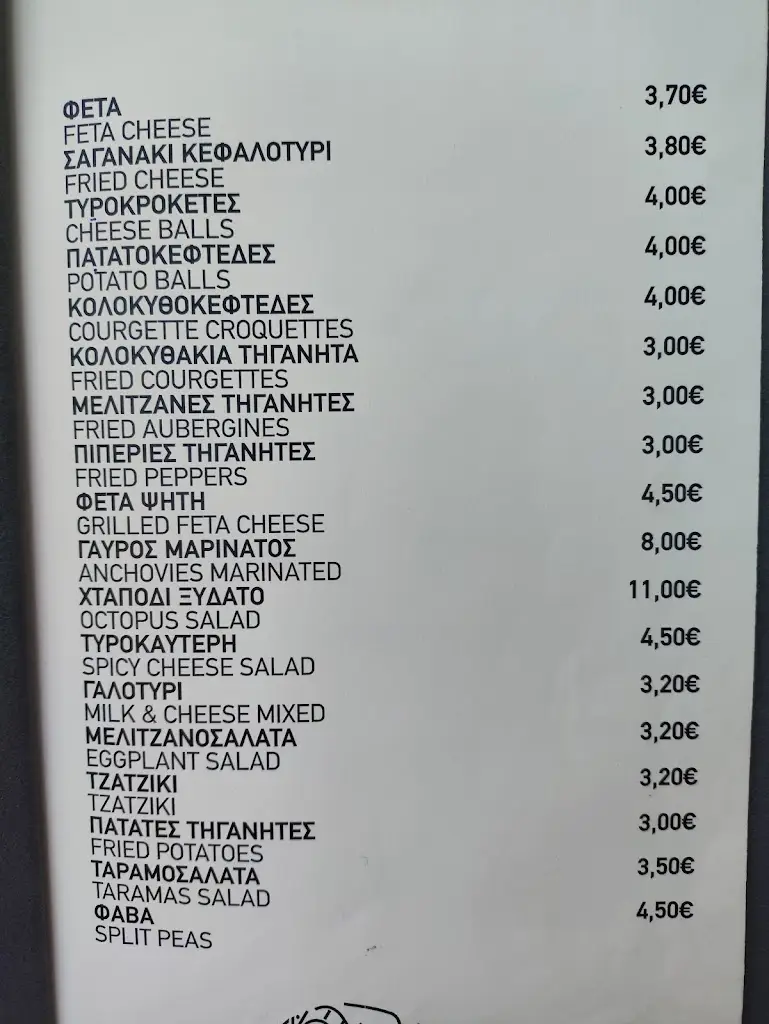 ΦΕΤΑ 3,70€
FETA CHEESE
ΣΑΓΑΝΑΚΙ ΚΕΦΑΛΟΤΥΡΙ 3,80€
FRIED CHEESE
ΤΥΡΟΚΡΟΚΕΤΕΣ 4,00€
CHEESE BALLS
ΠΑΤΑΤΟΚΕΦΤΕΔΕΣ 4,00€
POTATO BALLS
ΚΟΛΟΚΥΘΟΚΕΦΤΕΔΕΣ 4,00€
COURGETTE CROQUETTES
ΚΟΛΟΚΥΘΑΚΙΑ ΤΗΓΑΝΗΤΑ 3,00€
FRIED COURGETTES
ΜΕΛΙΤΖΑΝΕΣ ΤΗΓΑΝΗΤΕΣ 3,00€
FRIED AUBERGINES
ΠΙΠΕΡΙΕΣ ΤΗΓΑΝΗΤΕΣ 3,00€
FRIED PEPPERS
ΦΕΤΑ ΨΗΤΗ 4,50€
GRILLED FETA CHEESE
ΓΑΥΡΟΣ ΜΑΡΙΝΑΤΟΣ 8,00€
ANCHOVIES MARINATED
ΧΤΑΠΟΔΙ ΞΥΔΑΤΟ 11,00€
OCTOPUS SALAD
ΤΥΡΟΚΑΥΤΕΡΗ 4,50€
SPICY CHEESE SALAD
ΓΑΛΟΤΥΡΙ 3,20€
MILK & CHEESE MIXED
ΜΕΛΙΤΖΑΝΟΣΑΛΑΤΑ 3,20€
EGGPLANT SALAD
ΤΖΑΤΖΙΚΙ 3,20€
TZATZIKI
ΠΑΤΑΤΕΣ ΤΗΓΑΝΗΤΕΣ 3,00€
FRIED POTATOES
ΤΑΡΑΜΟΣΑΛΑΤΑ 3,50€
TARAMAS SALAD
ΦΑΒΑ 4,50€
SPLIT PEAS